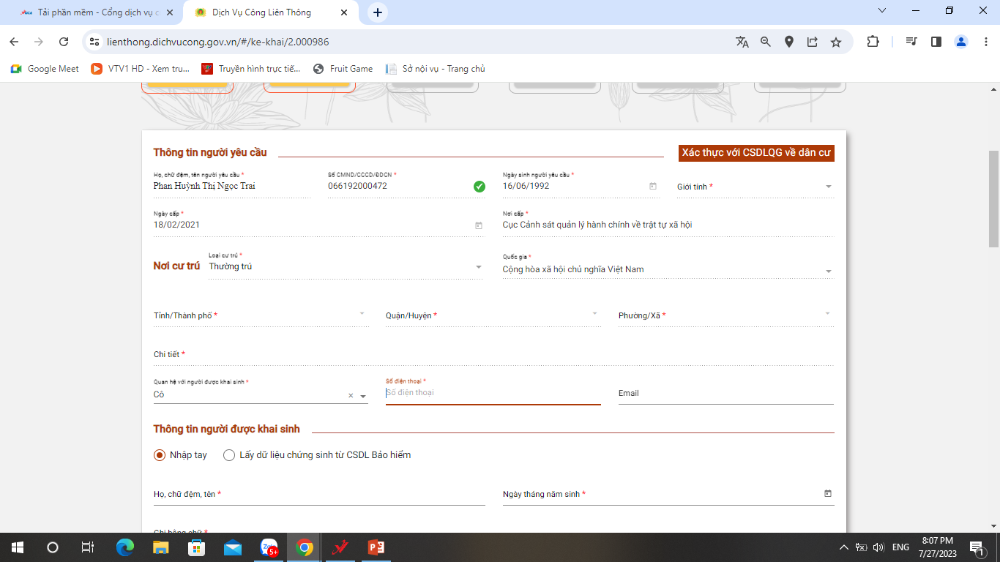 Tải phần mềm - Cổng dịch vụ c
Dịch Vụ Công Liên Thông
lienthong.dichvucong.gov.vn/#/ke-khai/2.000986
Google Meet
VTV1 HD - Xem tru...
Truyền hình trực tiế...
Fruit Game
Sở nội vụ - Trang chủ
Thông tin người yêu cầu
Xác thực với CSDLQG về dân cư
Họ, chữ đệm, tên người yêu cầu *
Số CMND/CCCD/ĐDCN *
Ngày sinh người yêu cầu *
Phan Huỳnh Thị Ngọc Trai
066192000472
16/06/1992
Giới tính *
Ngày cấp *
Nơi cấp *
18/02/2021
Cục Cảnh sát quản lý hành chính về trật tự xã hội
Nơi cư trú
Loại cư trú *
Thường trú
Quốc gia *
Cộng hòa xã hội chủ nghĩa Việt Nam
Tỉnh/Thành phố *
Quận/Huyện *
Phường/Xã *
Chi tiết *
Quan hệ với người được khai sinh *
Cô
Số điện thoại *
Số điện thoại
Email
Thông tin người được khai sinh
Nhập tay
Lấy dữ liệu chứng sinh từ CSDL Bảo hiểm
Họ, chữ đệm, tên *
Ngày tháng năm sinh *
Ghi bằng chữ *
5+
ENG
8:07 PM
7/27/2023
1